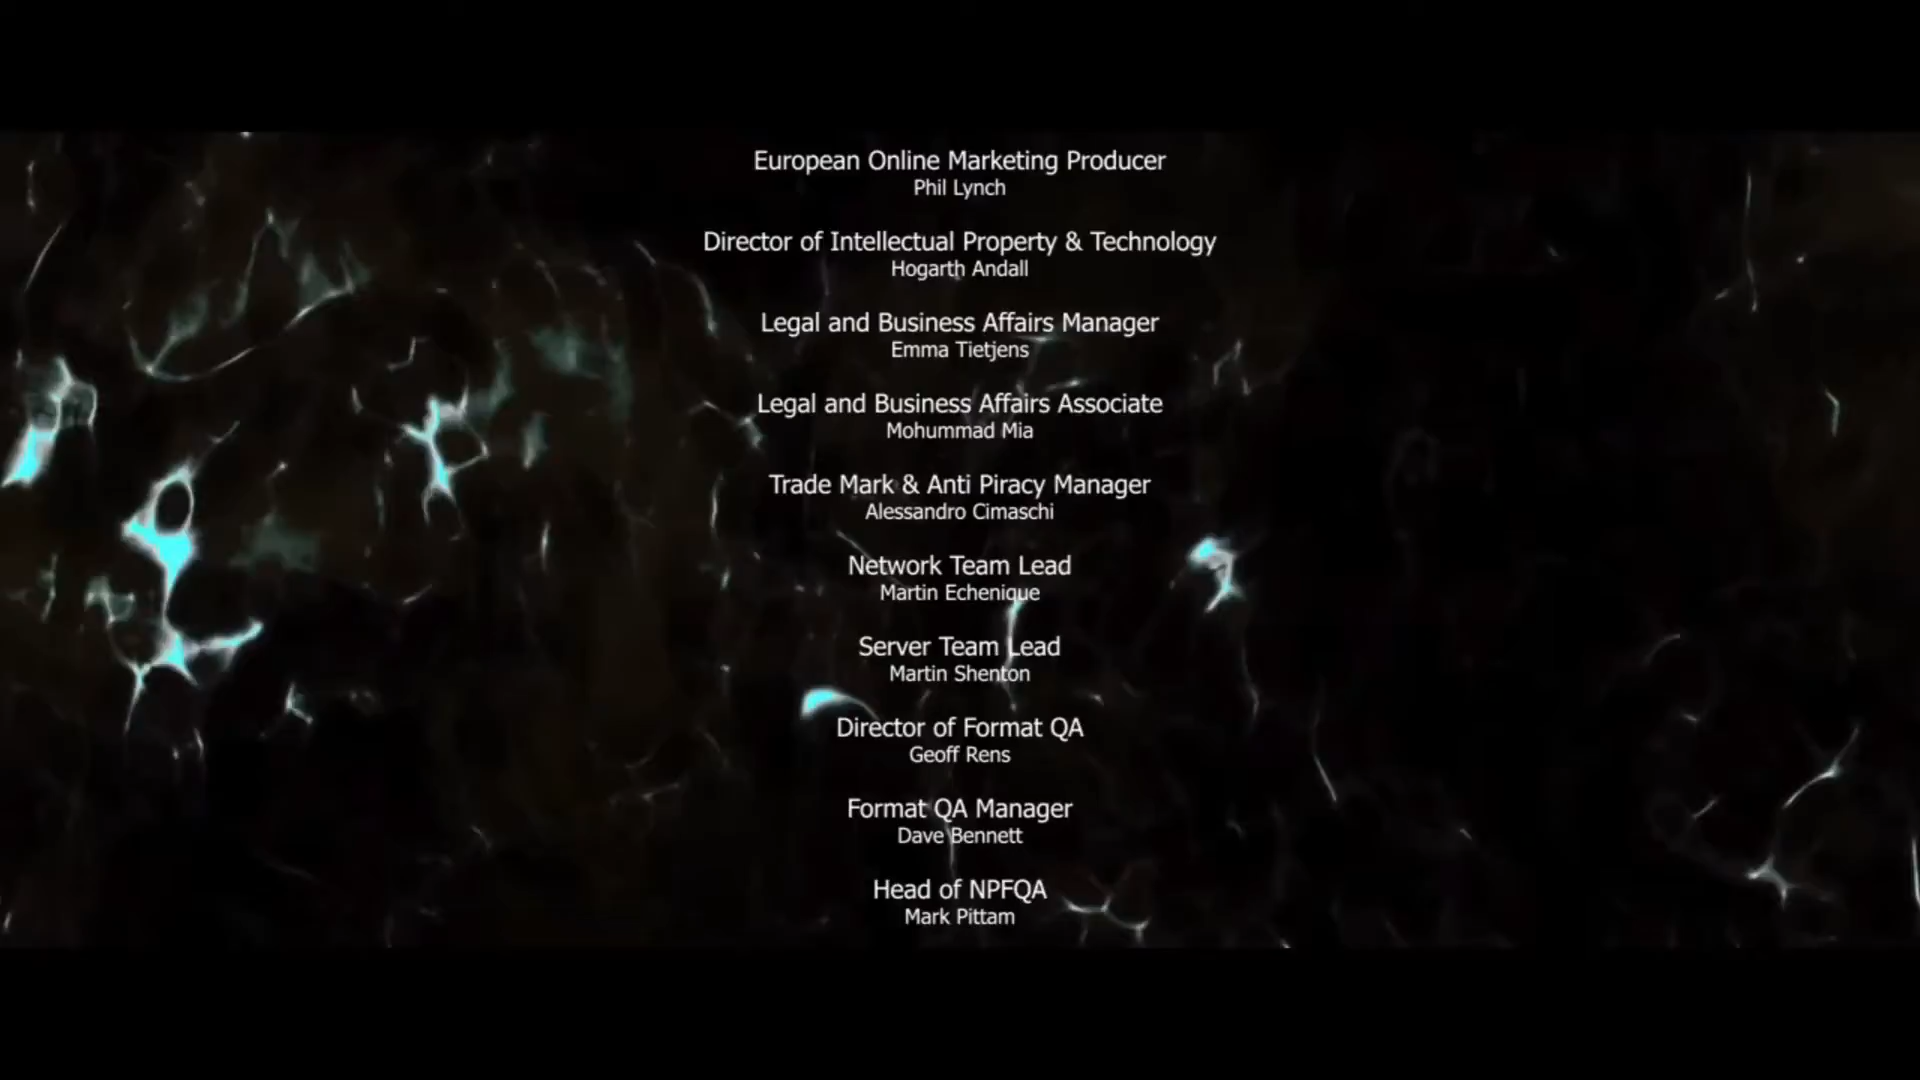 European Online Marketing Producer
Phil Lynch
Director of Intellectual Property & Technology
Hogarth Andall
Legal and Business Affairs Manager
Emma Tietjens
Legal and Business Affairs Associate
Mohummad Mia
Trade Mark & Anti Piracy Manager
Alessandro Cimaschi
Network Team Lead
Martin Echenique
Server Team Lead
Martin Shenton
Director of Format QA
Geoff Rens
Format QA Manager
Dave Bennett
Head of NPFQA
Mark Pittam